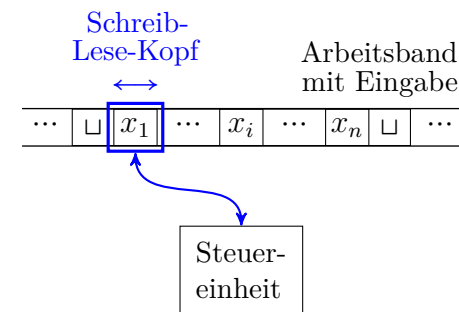 Schreib-
Lese-Kopf
Arbeitsband
mit Eingabe
... ⊔ x₁ ... xᵢ ... xₙ ⊔ ...
Steuer-
einheit